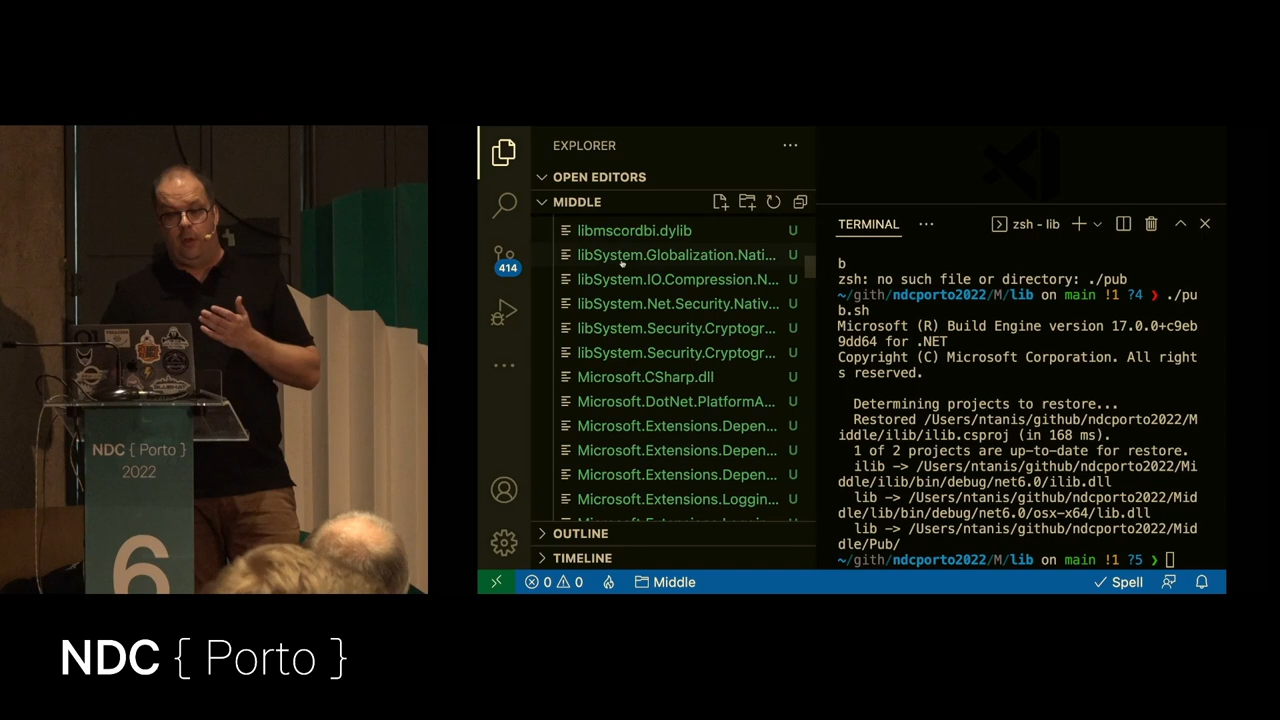 NDC { Porto }
2022
6
EXPLORER
OPEN EDITORS
MIDDLE
libmscordbi.dylib U
libSystem.Globalization.Nati... U
libSystem.IO.Compression.N... U
libSystem.Net.Security.Nativ... U
libSystem.Security.Cryptogr... U
libSystem.Security.Cryptogr... U
Microsoft.CSharp.dll U
Microsoft.DotNet.PlatformA... U
Microsoft.Extensions.Depen... U
Microsoft.Extensions.Depen... U
Microsoft.Extensions.Depen... U
Microsoft.Extensions.Loggin... U
OUTLINE
TIMELINE
414
TERMINAL ... zsh - lib
b
zsh: no such file or directory: ./pub
~/gith/ndcporto2022/M/lib on main !1 ?4 ❯ ./pu
b.sh
Microsoft (R) Build Engine version 17.0.0+c9eb
9dd64 for .NET
Copyright (C) Microsoft Corporation. All right
s reserved.
Determining projects to restore...
Restored /Users/ntanis/github/ndcporto2022/M
iddle/ilib/ilib.csproj (in 168 ms).
1 of 2 projects are up-to-date for restore.
ilib -> /Users/ntanis/github/ndcporto2022/Mi
ddle/ilib/bin/debug/net6.0/ilib.dll
lib -> /Users/ntanis/github/ndcporto2022/Mid
dle/lib/bin/debug/net6.0/osx-x64/lib.dll
lib -> /Users/ntanis/github/ndcporto2022/Mid
dle/Pub/
~/gith/ndcporto2022/M/lib on main !1 ?5 ❯
0 0 Middle Spell
NDC { Porto }